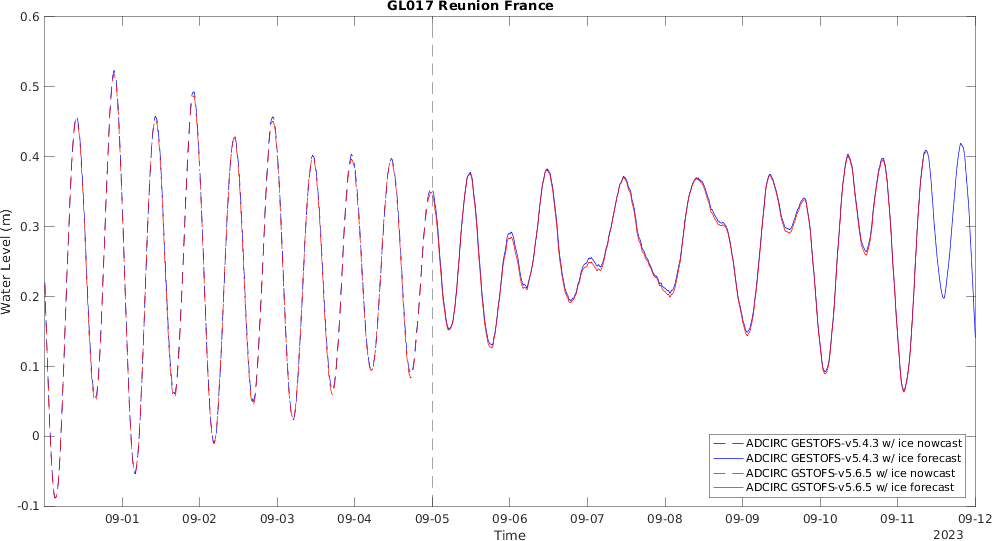 GL017 Reunion France
Water Level (m)
0.6
0.5
0.4
0.3
0.2
0.1
0
-0.1
ADCIRC GESTOFS-v5.4.3 w/ ice nowcast
ADCIRC GESTOFS-v5.4.3 w/ ice forecast
ADCIRC GSTOFS-v5.6.5 w/ ice nowcast
ADCIRC GSTOFS-v5.6.5 w/ ice forecast
09-01 09-02 09-03 09-04 09-05 09-06 09-07 09-08 09-09 09-10 09-11 09-12
Time
2023